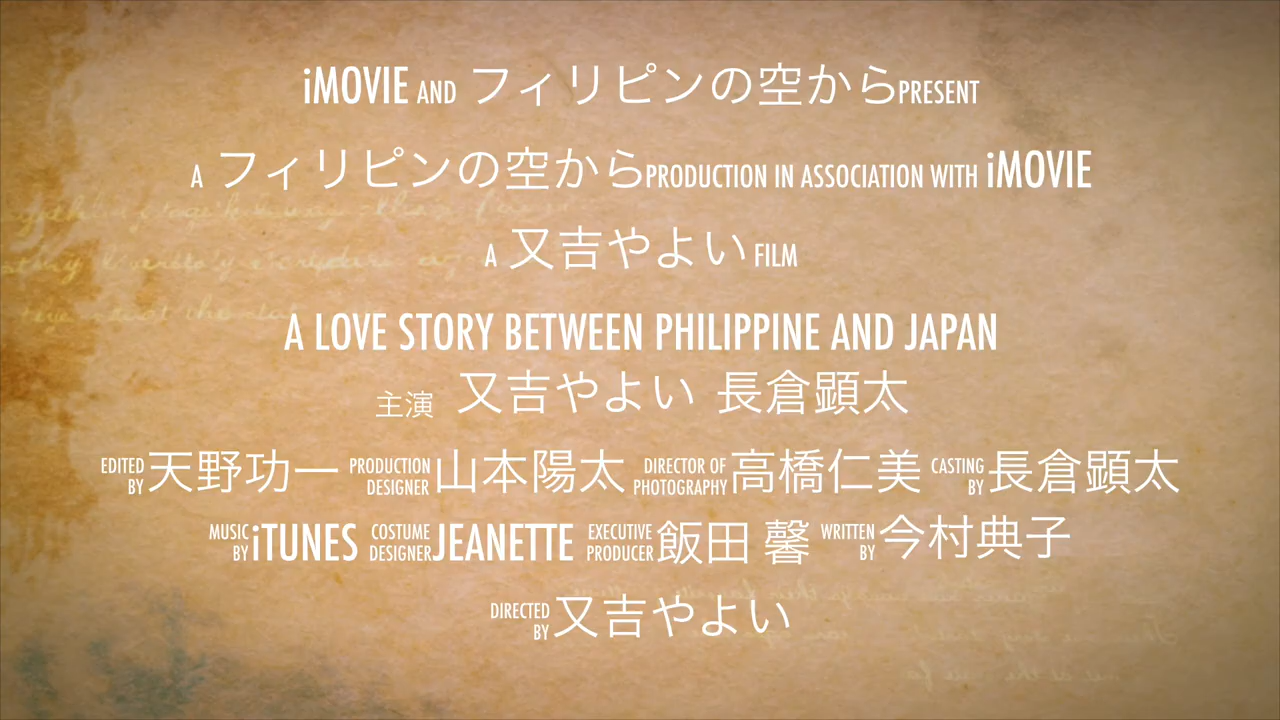 iMOVIE AND フィリピンの空からPRESENT
A フィリピンの空からPRODUCTION IN ASSOCIATION WITH iMOVIE
A 又吉やよい FILM
A LOVE STORY BETWEEN PHILIPPINE AND JAPAN
主演 又吉やよい 長倉顕太
EDITED BY 天野功一 PRODUCTION DESIGNER 山本陽太 DIRECTOR OF PHOTOGRAPHY 高橋仁美 CASTING BY 長倉顕太
MUSIC BY iTUNES COSTUME DESIGNER JEANETTE EXECUTIVE PRODUCER 飯田 馨 WRITTEN BY 今村典子
DIRECTED BY 又吉やよい